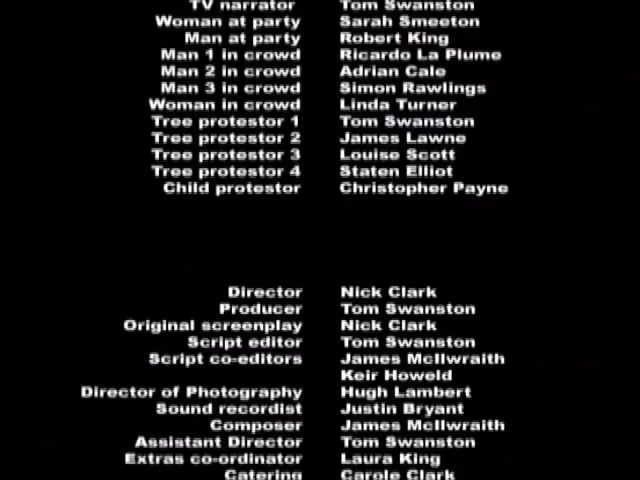 TV narrator Tom Swanston
Woman at party Sarah Smeeton
Man at party Robert King
Man 1 in crowd Ricardo La Plume
Man 2 in crowd Adrian Cale
Man 3 in crowd Simon Rawlings
Woman in crowd Linda Turner
Tree protestor 1 Tom Swanston
Tree protestor 2 James Lawne
Tree protestor 3 Louise Scott
Tree protestor 4 Staten Elliot
Child protestor Christopher Payne
Director Nick Clark
Producer Tom Swanston
Original screenplay Nick Clark
Script editor Tom Swanston
Script co-editors James McIlwraith
Keir Howeld
Director of Photography Hugh Lambert
Sound recordist Justin Bryant
Composer James McIlwraith
Assistant Director Tom Swanston
Extras co-ordinator Laura King
Catering Carole Clark